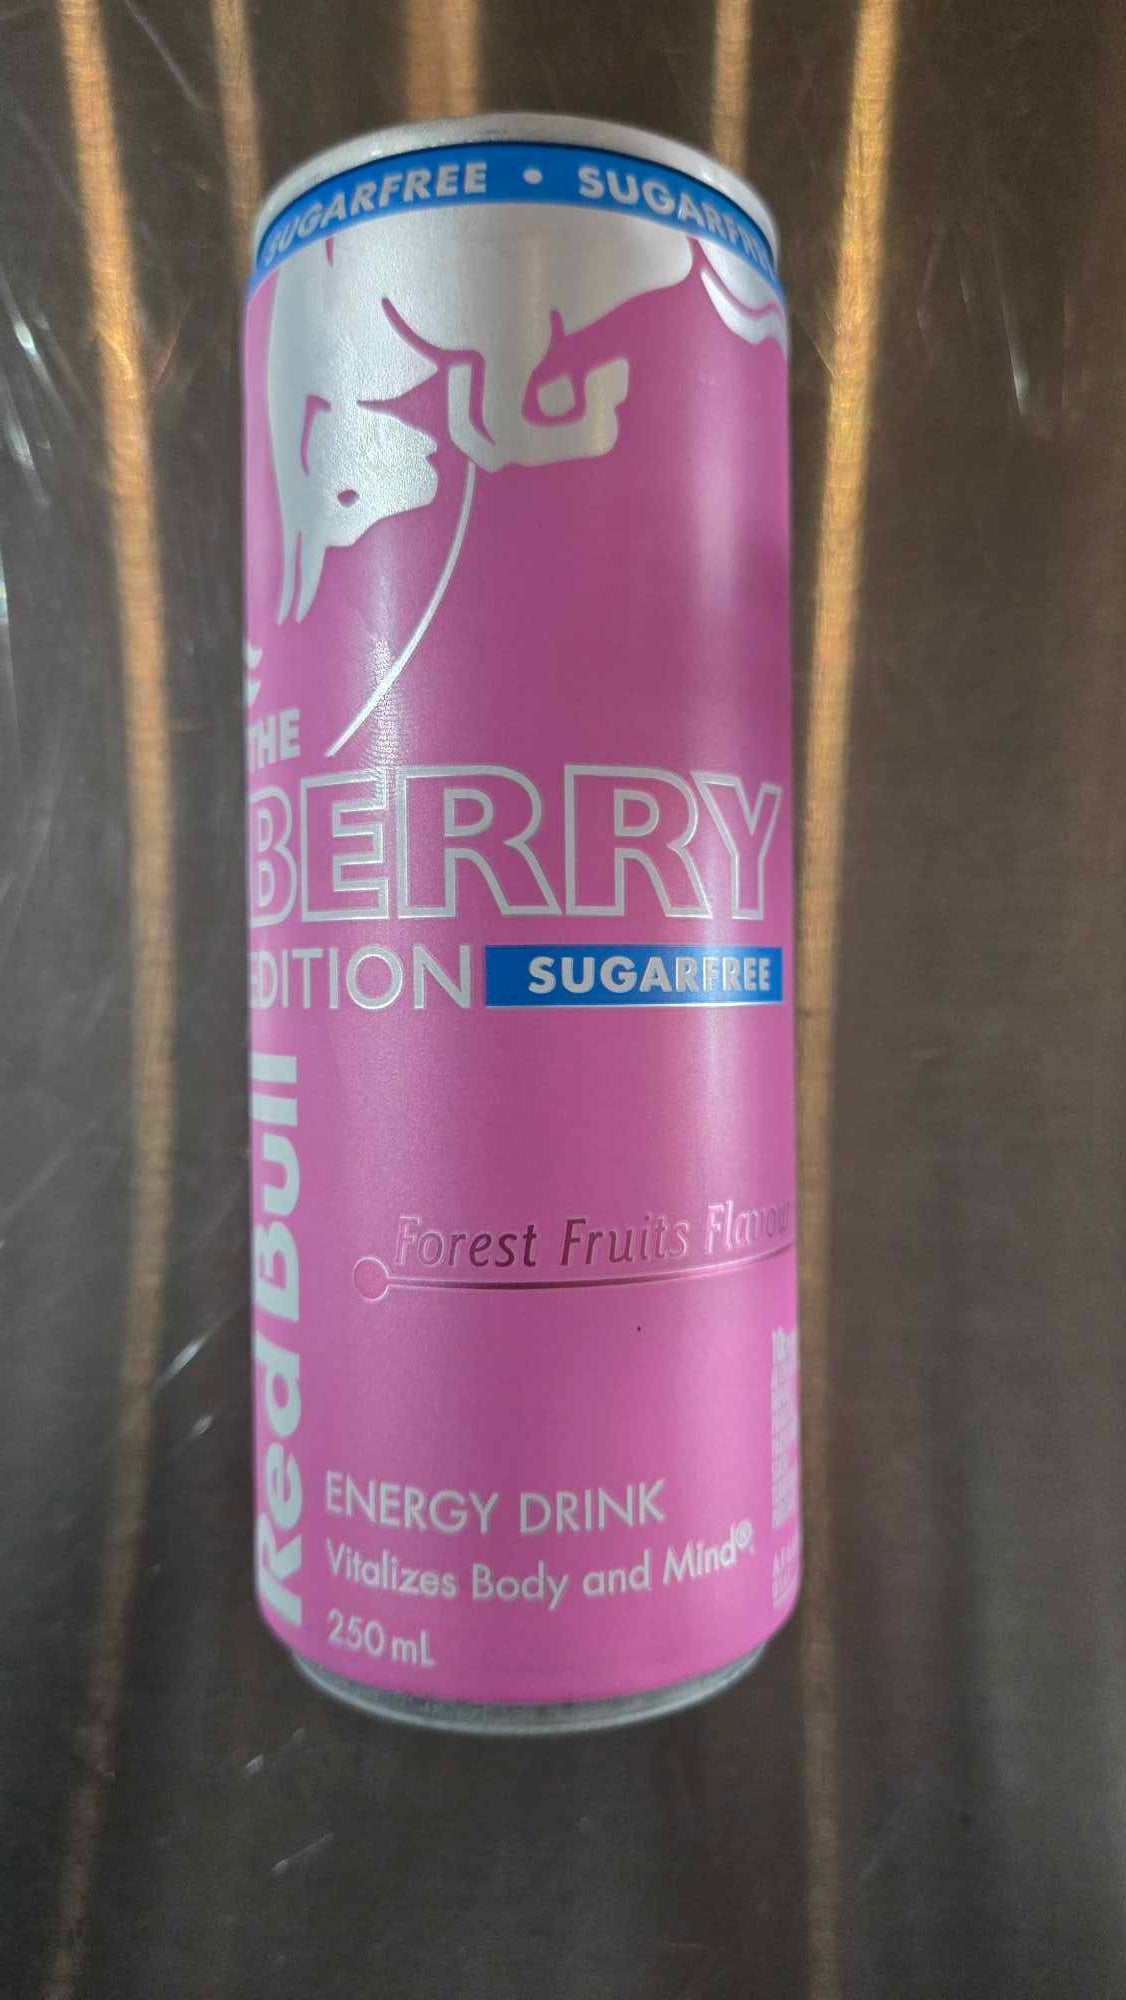 SUGARFREE • SUGARFREE
THE
BERRY
EDITION SUGARFREE
Red Bull
Forest Fruits Flavour
ENERGY DRINK
Vitalizes Body and Mind®.
250 mL